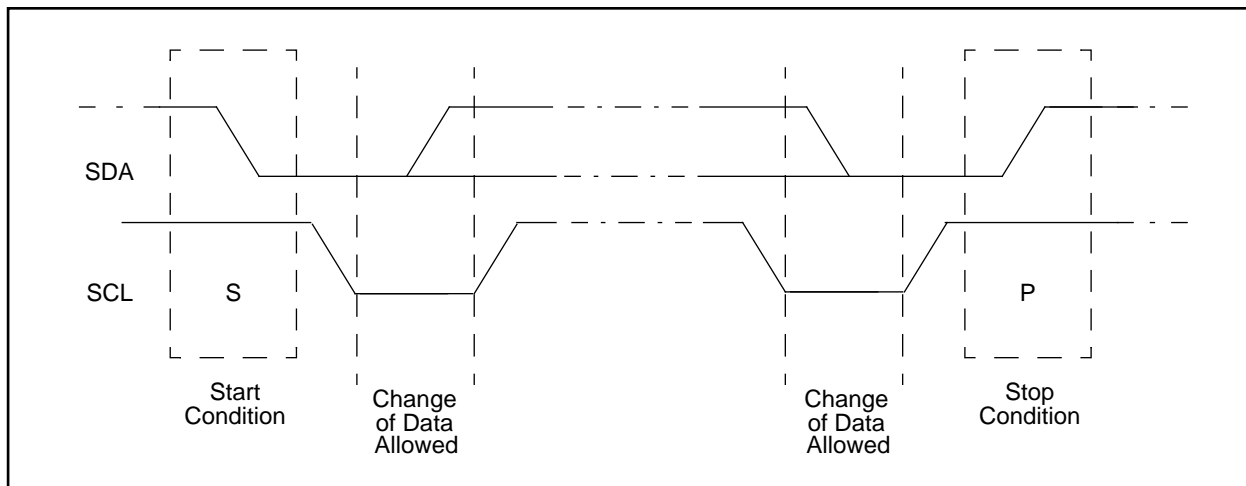 SDA
SCL
S
P
Start
Condition
Change
of Data
Allowed
Change
of Data
Allowed
Stop
Condition